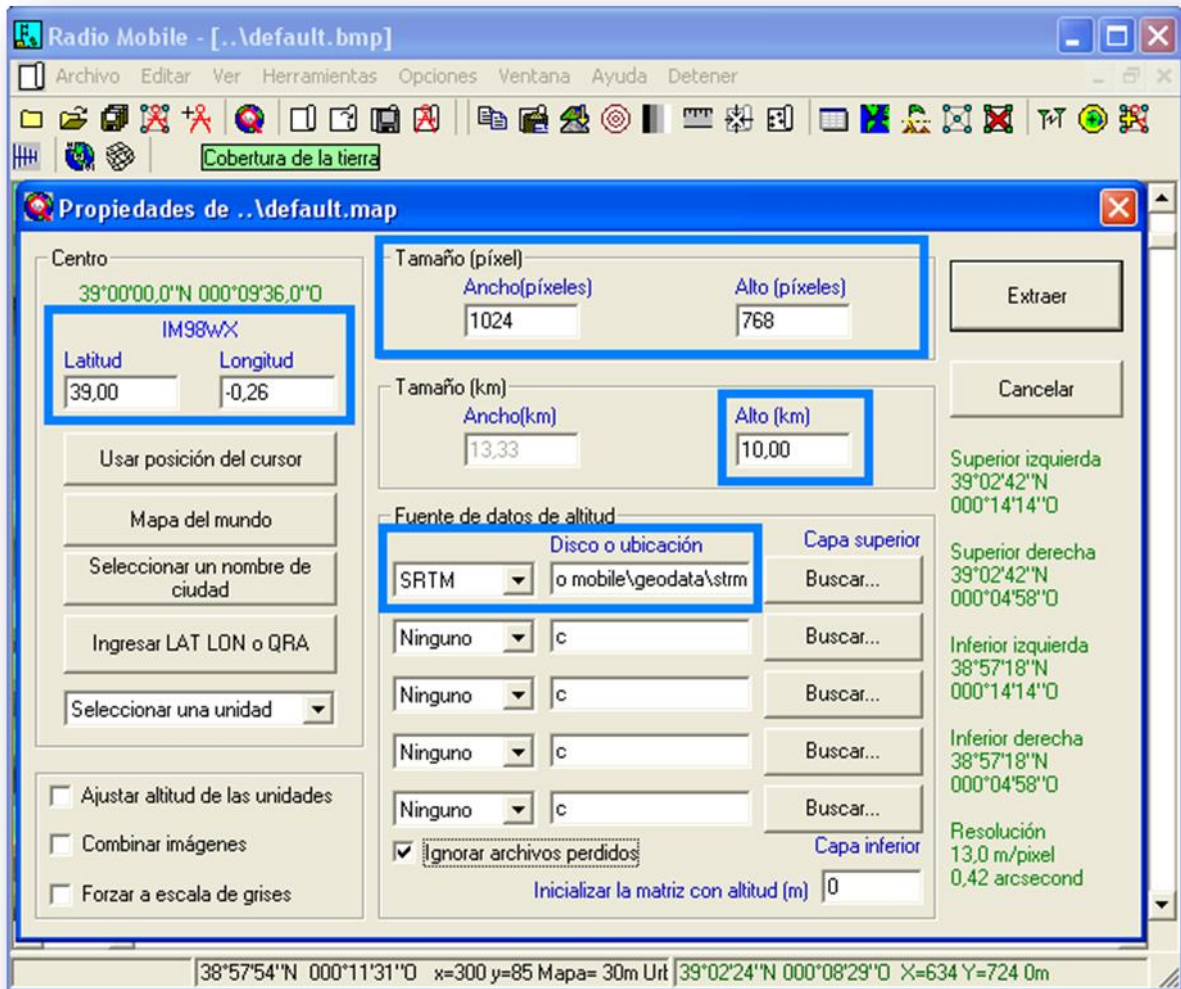 Radio Mobile - [..\default.bmp]
Archivo Editar Ver Herramientas Opciones Ventana Ayuda Detener
Cobertura de la tierra
Propiedades de ..\default.map
Centro
39°00'00,0''N 000°09'36,0''O
IM98WX
Latitud Longitud
39,00 -0,26
Usar posición del cursor
Mapa del mundo
Seleccionar un nombre de
ciudad
Ingresar LAT LON o QRA
Seleccionar una unidad
Ajustar altitud de las unidades
Combinar imágenes
Forzar a escala de grises
Tamaño (píxel)
Ancho(píxeles) Alto (píxeles)
1024 768
Tamaño (km)
Ancho(km) Alto (km)
13,33 10,00
Fuente de datos de altitud
Disco o ubicación Capa superior
SRTM o mobile\geodata\strm Buscar...
Ninguno c Buscar...
Ninguno c Buscar...
Ninguno c Buscar...
Ninguno c Buscar...
Ignorar archivos perdidos Capa inferior
Inicializar la matriz con altitud (m) 0
Extraer
Cancelar
Superior izquierda
39°02'42''N
000°14'14''O
Superior derecha
39°02'42''N
000°04'58''O
Inferior izquierda
38°57'18''N
000°14'14''O
Inferior derecha
38°57'18''N
000°04'58''O
Resolución
13,0 m/pixel
0,42 arcsecond
38°57'54''N 000°11'31''O x=300 y=85 Mapa= 30m Urt 39°02'24''N 000°08'29''O X=634 Y=724 0m